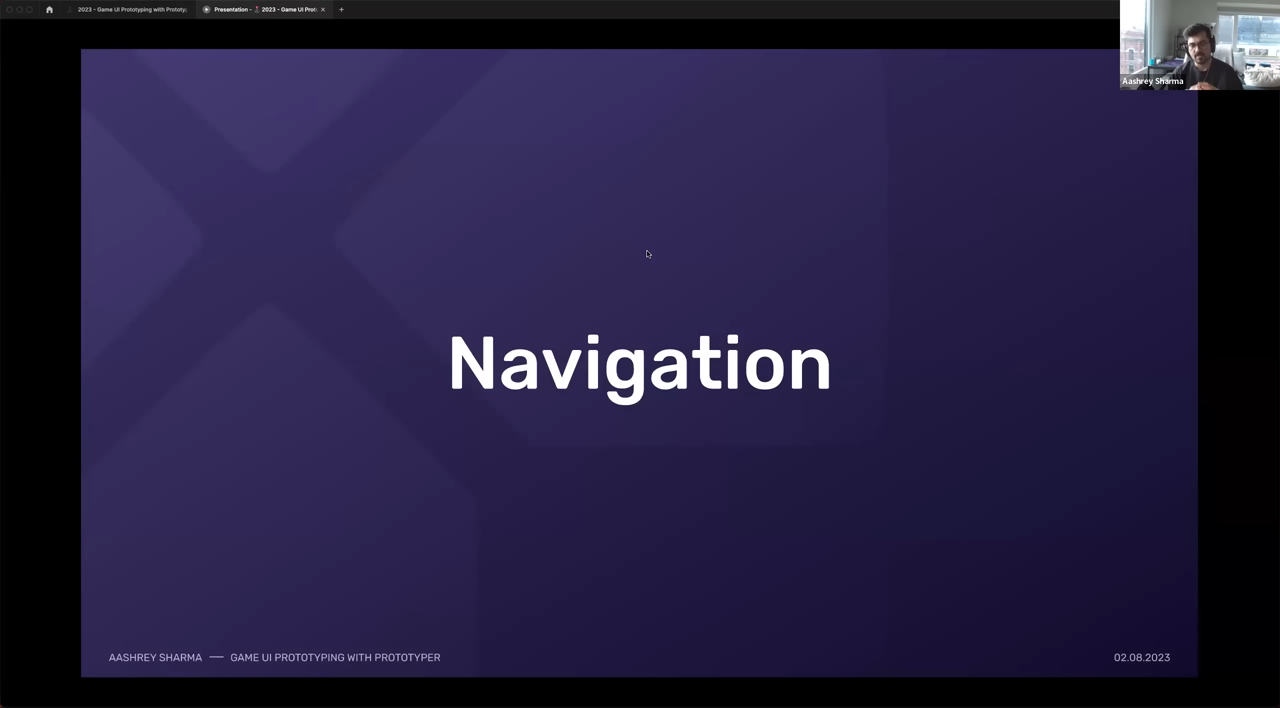 2023 - Game UI Prototyping with Prototy
Presentation - 2023 - Game UI Prot
Aashrey Sharma
Navigation
AASHREY SHARMA — GAME UI PROTOTYPING WITH PROTOTYPER
02.08.2023